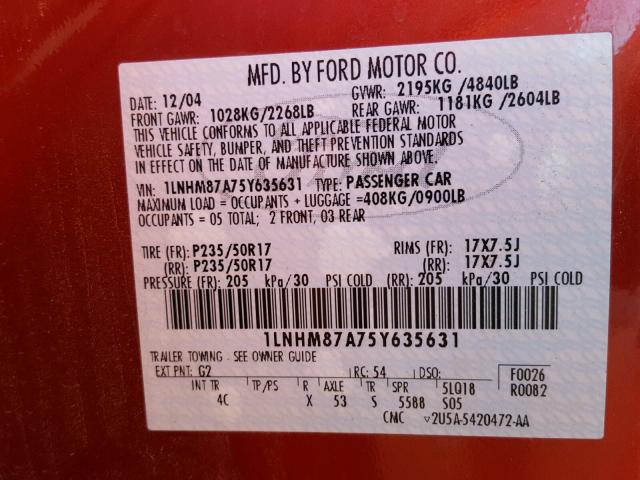 MFD. BY FORD MOTOR CO.
DATE: 12/04 GVWR: 2195KG /4840LB
FRONT GAWR: 1028KG/2268LB REAR GAWR: 1181KG /2604LB
THIS VEHICLE CONFORMS TO ALL APPLICABLE FEDERAL MOTOR
VEHICLE SAFETY, BUMPER, AND THEFT PREVENTION STANDARDS
IN EFFECT ON THE DATE OF MANUFACTURE SHOWN ABOVE.
VIN: 1LNHM87A75Y635631 TYPE: PASSENGER CAR
MAXIMUM LOAD = OCCUPANTS + LUGGAGE =408KG/0900LB
OCCUPANTS = 05 TOTAL; 2 FRONT, 03 REAR
TIRE (FR): P235/50R17 RIMS (FR): 17X7.5J
(RR): P235/50R17 (RR): 17X7.5J
PRESSURE (FR): 205 kPa/30 PSI COLD (RR): 205 kPa/30 PSI COLD
1LNHM87A75Y635631
TRAILER TOWING - SEE OWNER GUIDE
EXT PNT: G2 RC: 54 DSO: F0026
INT TR TP/PS R AXLE TR SPR 5LQ18 R0082
4C X 53 S 5588 S05
CMC ˅2U5A-5420472-AA